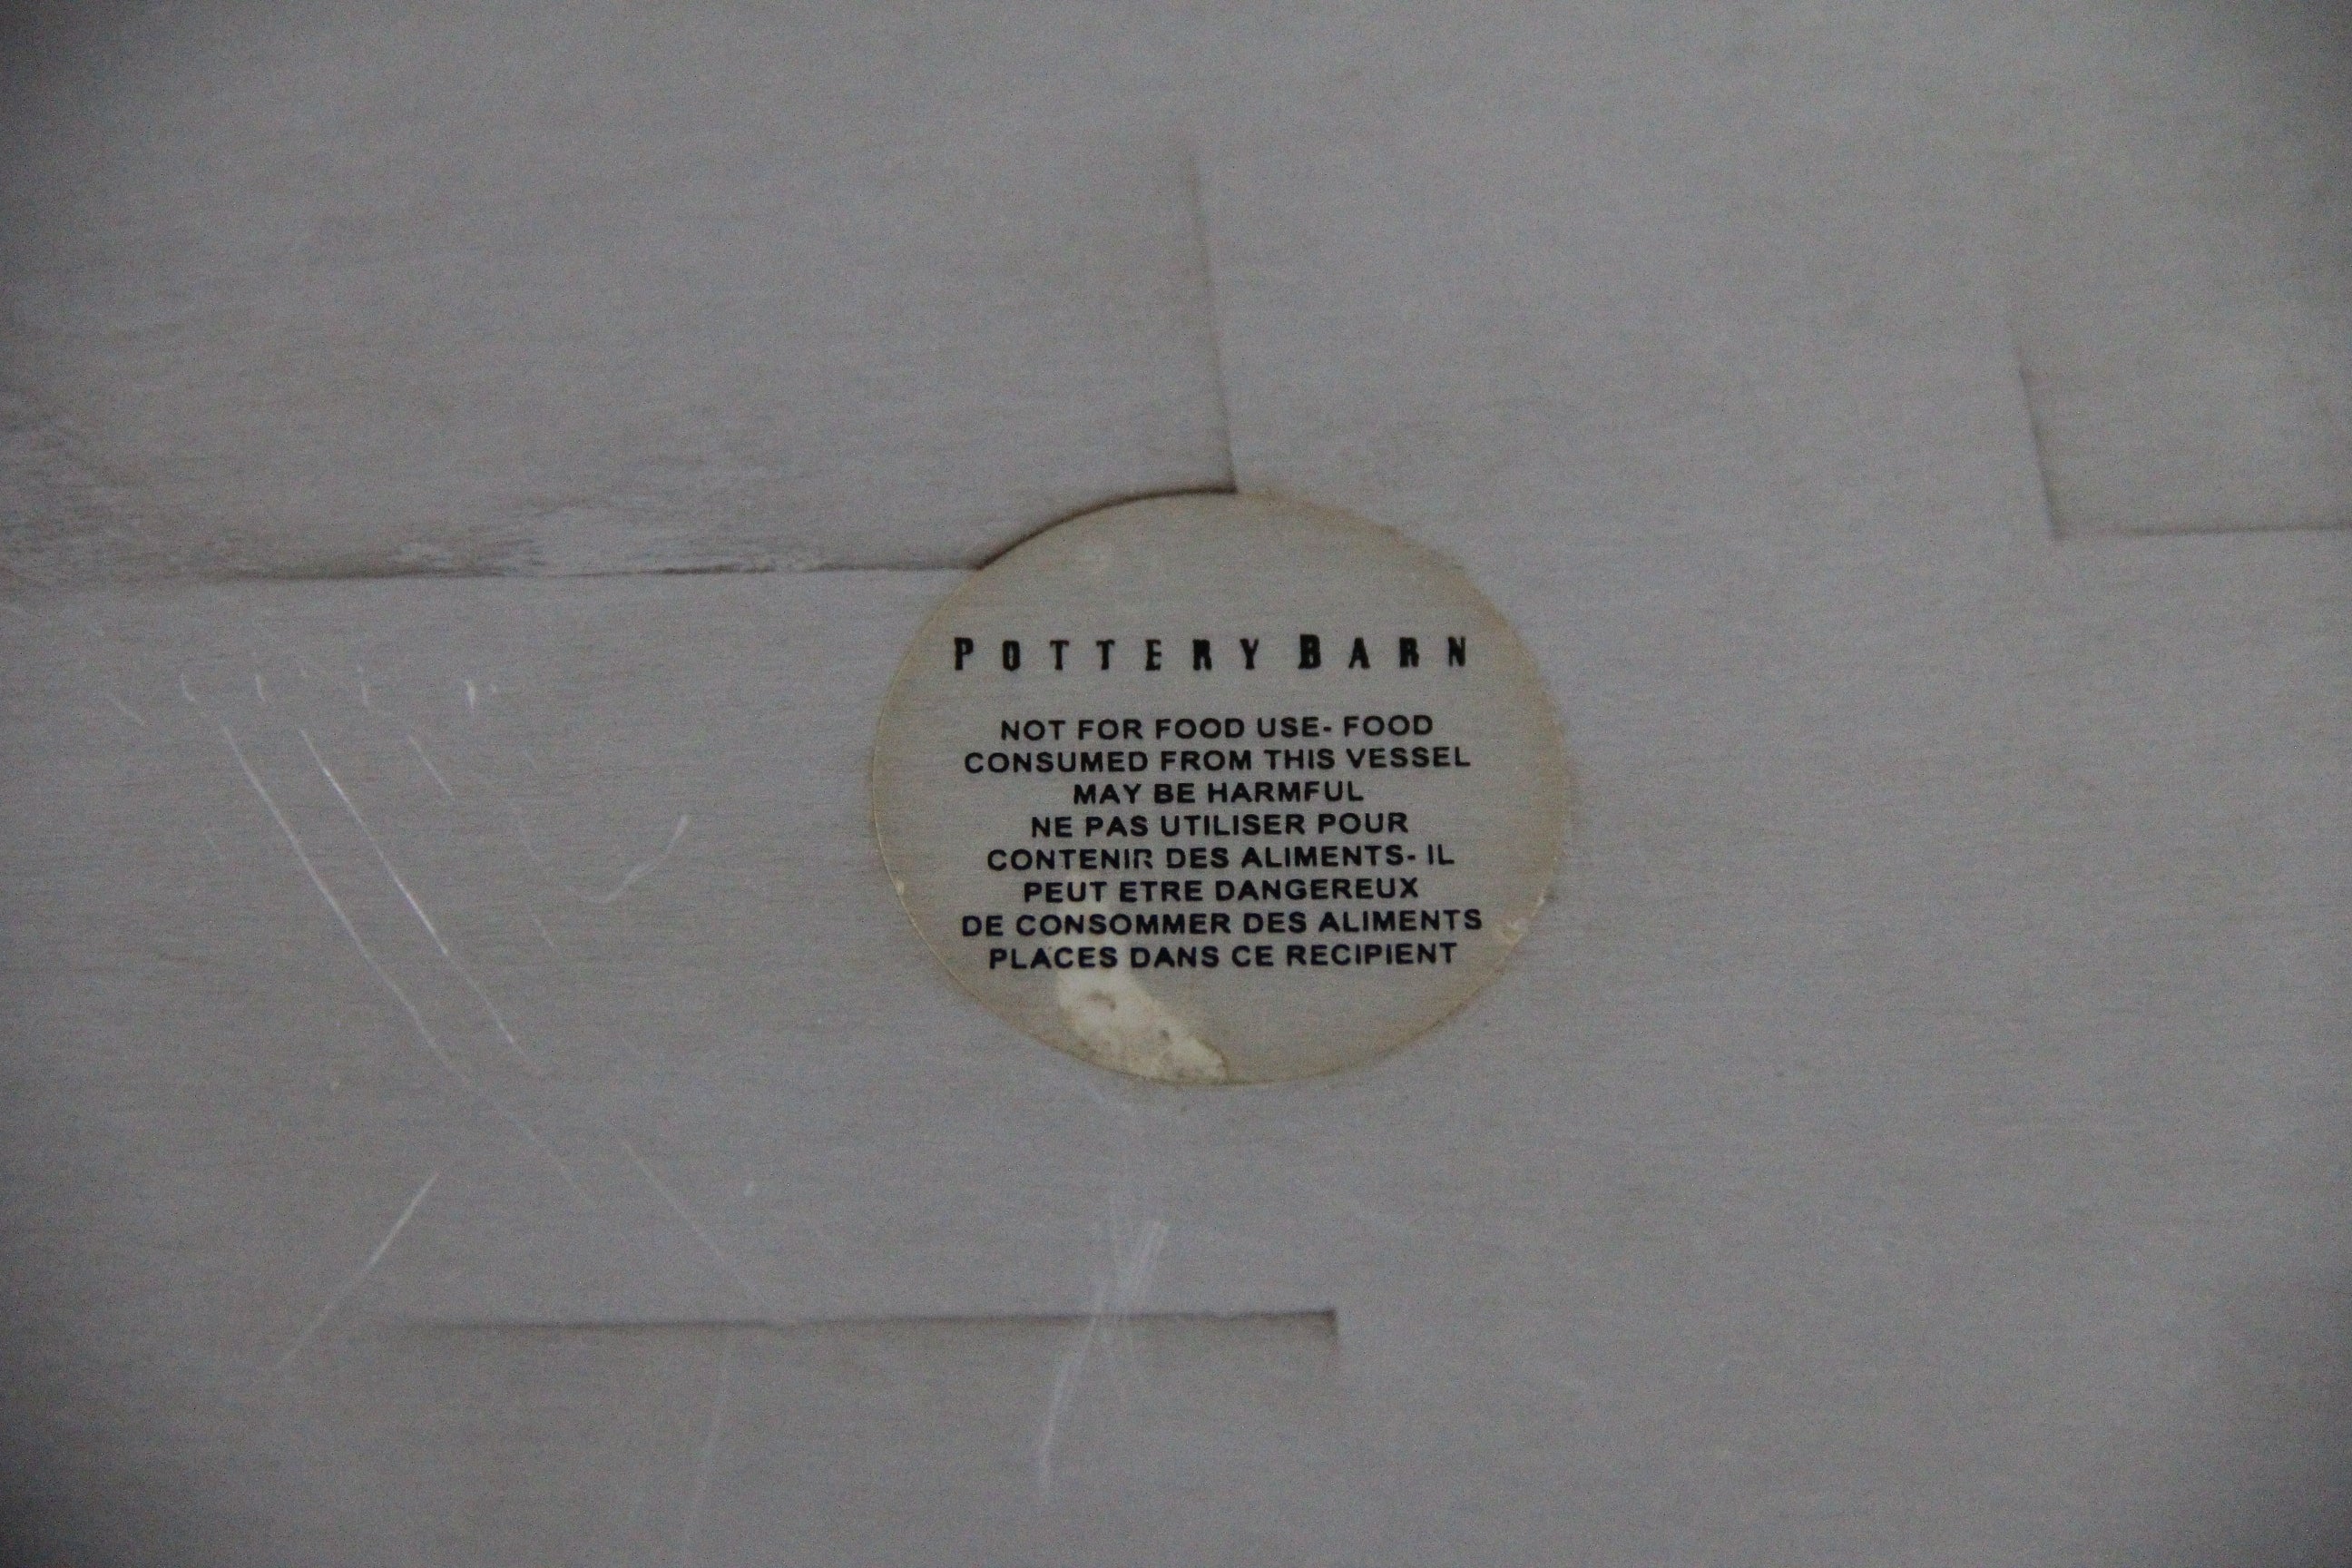 POTTERY BARN
NOT FOR FOOD USE- FOOD
CONSUMED FROM THIS VESSEL
MAY BE HARMFUL
NE PAS UTILISER POUR
CONTENIR DES ALIMENTS- IL
PEUT ETRE DANGEREUX
DE CONSOMMER DES ALIMENTS
PLACES DANS CE RECIPIENT